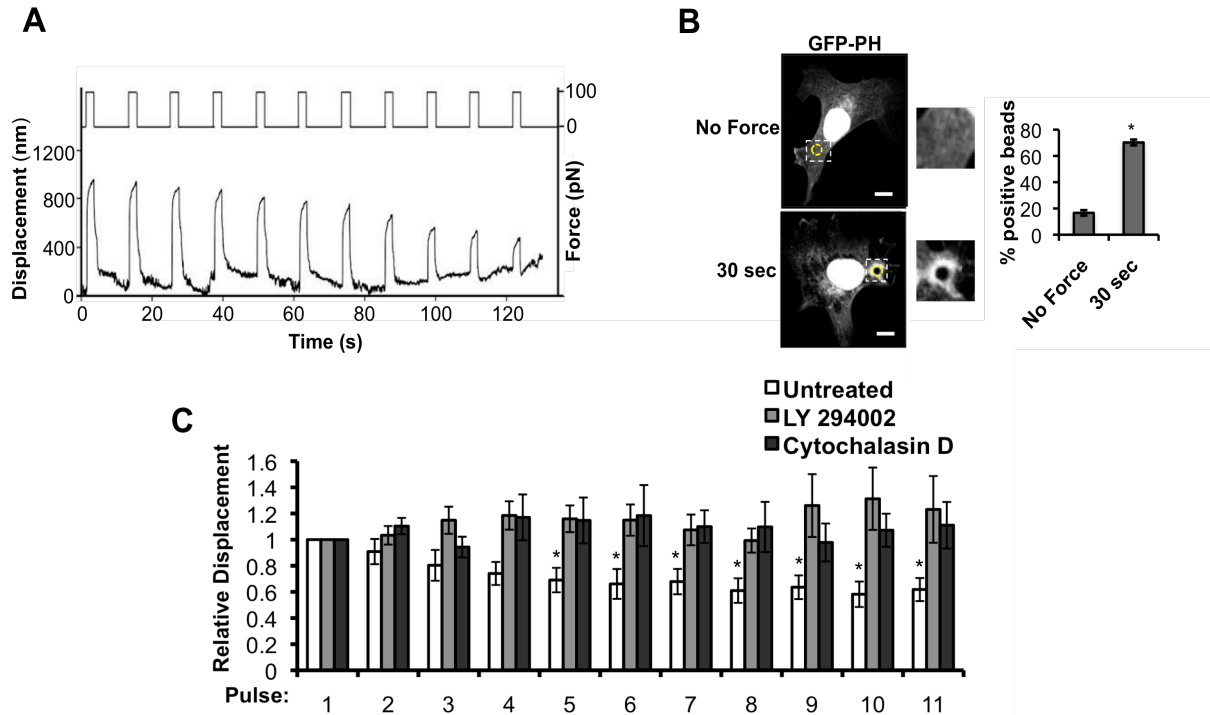 A
100
0
Force (pN)
1200
800
400
0
Displacement (nm)
0 20 40 60 80 100 120
Time (s)
B
GFP-PH
No Force
30 sec
80
60
40
20
0
% positive beads
*
No Force
30 sec
C
Untreated
LY 294002
Cytochalasin D
1.6
1.4
1.2
1
0.8
0.6
0.4
0.2
0
Relative Displacement
* * * * * * *
Pulse: 1 2 3 4 5 6 7 8 9 10 11